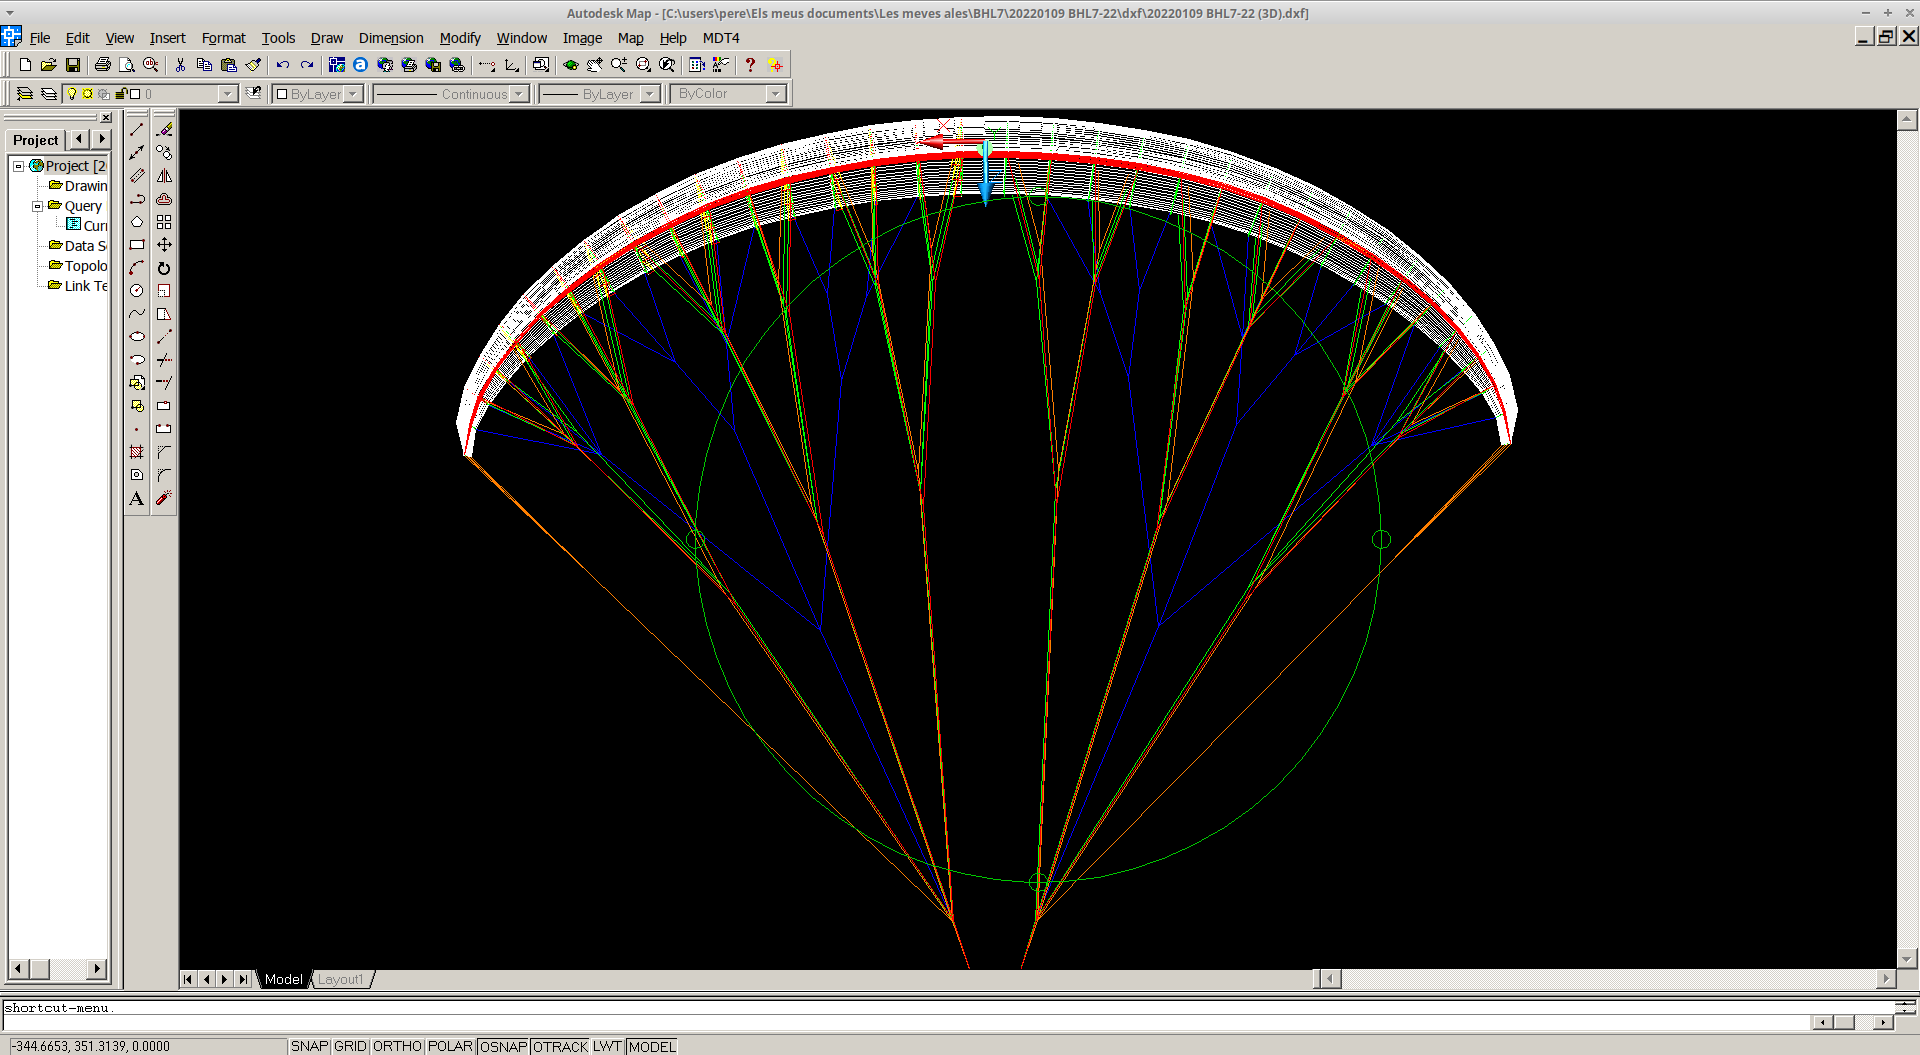 Autodesk Map - [C:\users\pere\Els meus documents\Les meves ales\BHL7\20220109 BHL7-22\dxf\20220109 BHL7-22 (3D).dxf]
File Edit View Insert Format Tools Draw Dimension Modify Window Image Map Help MDT4
0 ByLayer Continuous ByLayer ByColor
Project
Project [2
Drawin
Query
Curr
Data S
Topolo
Link Te
A
Model Layout1
shortcut-menu.
-344.6653, 351.3139, 0.0000 SNAP GRID ORTHO POLAR OSNAP OTRACK LWT MODEL